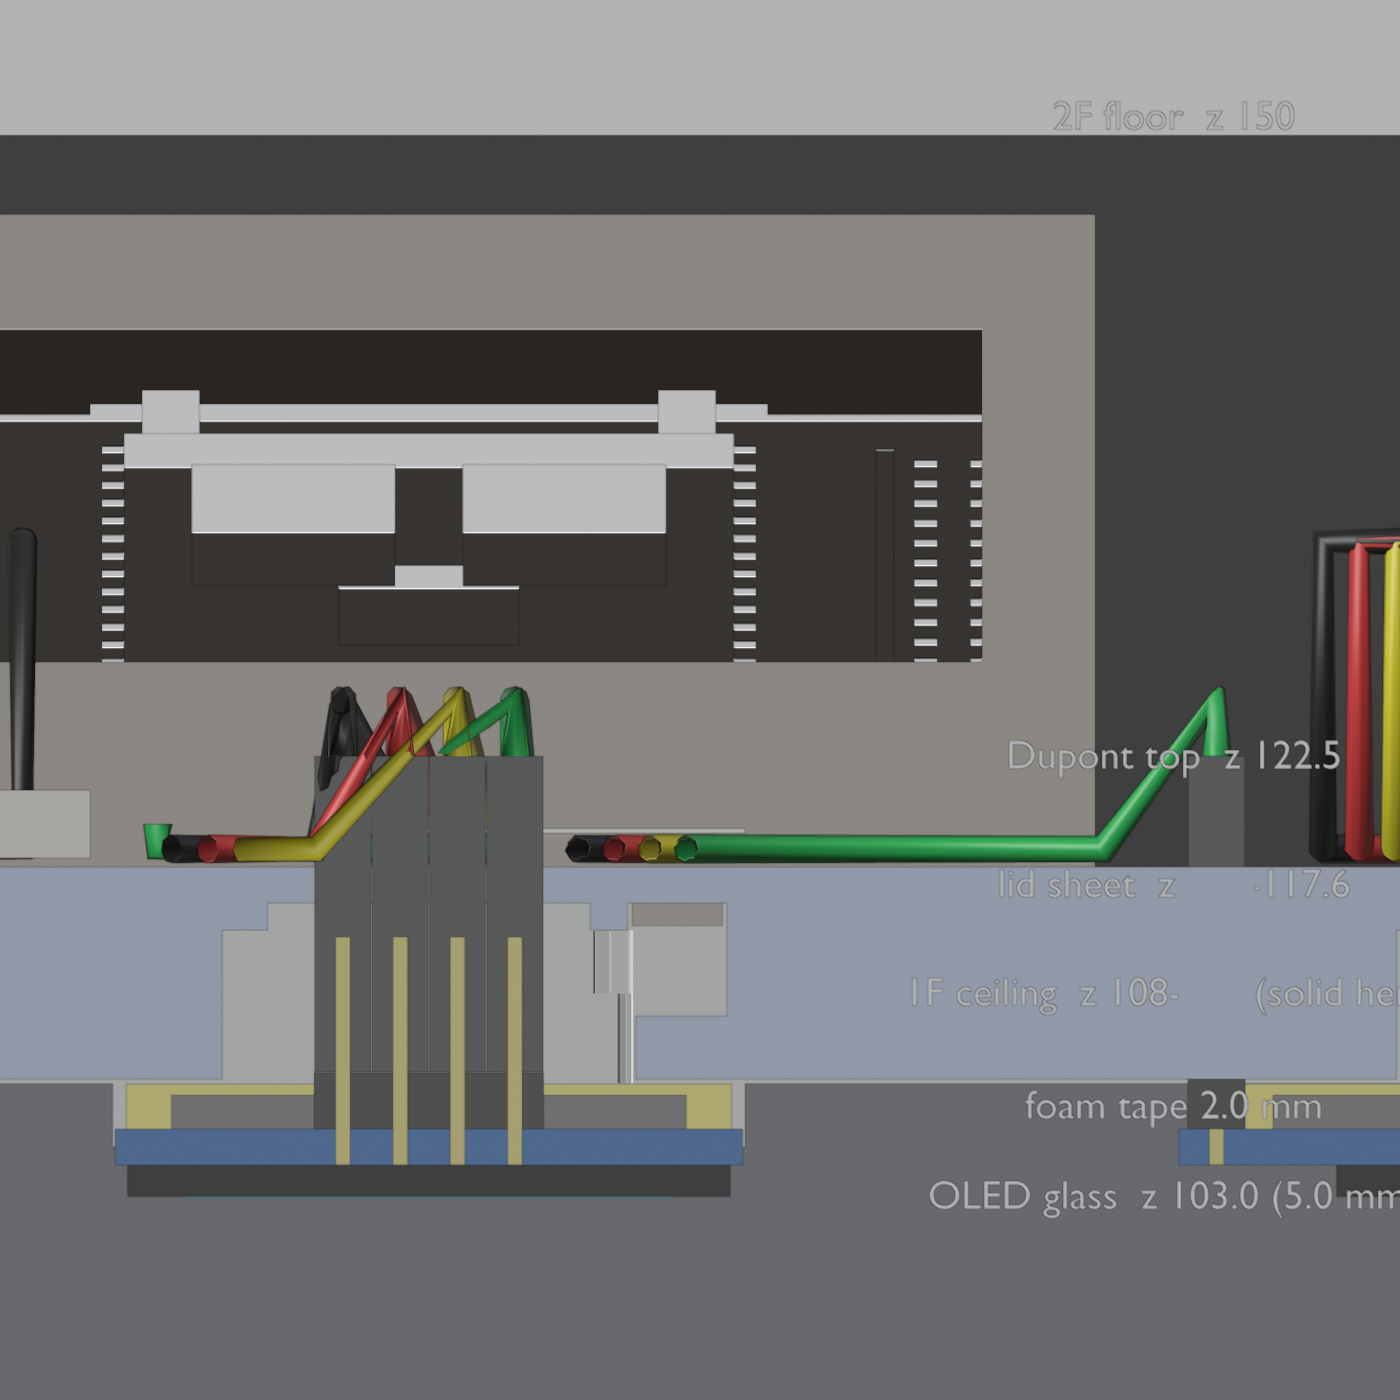 2F floor z 150
Dupont top z 122.5
lid sheet z -117.6
1F ceiling z 108- (solid he
foam tape 2.0 mm
OLED glass z 103.0 (5.0 mm